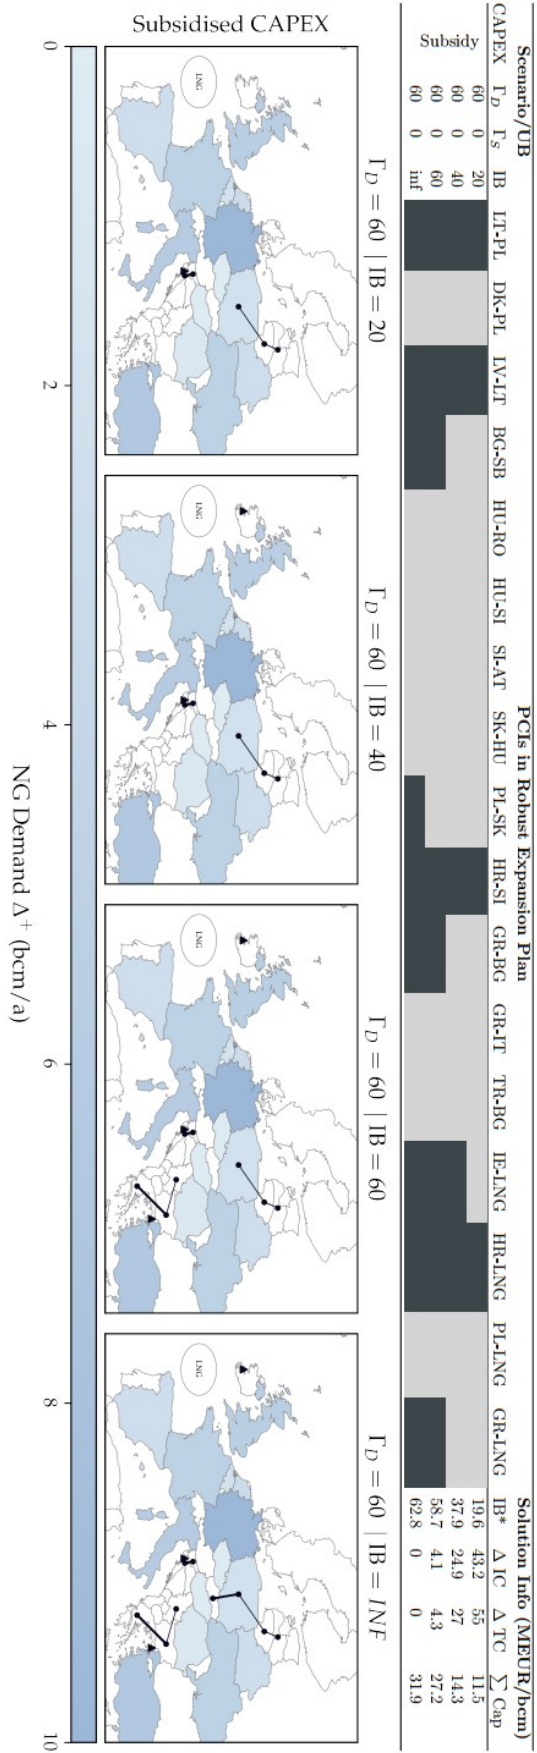 Scenario/UB PCIs in Robust Expansion Plan Solution Info (MEUR/bcm)
CAPEX Γ_D Γ_S IB LT-PL DK-PL LV-LT BG-SB HU-RO HU-SI SI-AT SK-HU PL-SK HR-SI GR-BG GR-IT TR-BG IE-LNG HR-LNG PL-LNG GR-LNG IB* Δ IC Δ TC ∑ Cap
Subsidy
60 0 20 19.6 43.2 55 11.5
60 0 40 37.9 24.9 27 14.3
60 0 60 58.7 4.1 4.3 27.2
60 0 inf 62.8 0 0 31.9
Γ_D = 60 | IB = 20
Γ_D = 60 | IB = 40
Γ_D = 60 | IB = 60
Γ_D = 60 | IB = INF
Subsidised CAPEX
LNG
LNG
LNG
LNG
0 2 4 6 8 10
NG Demand Δ⁺ (bcm/a)